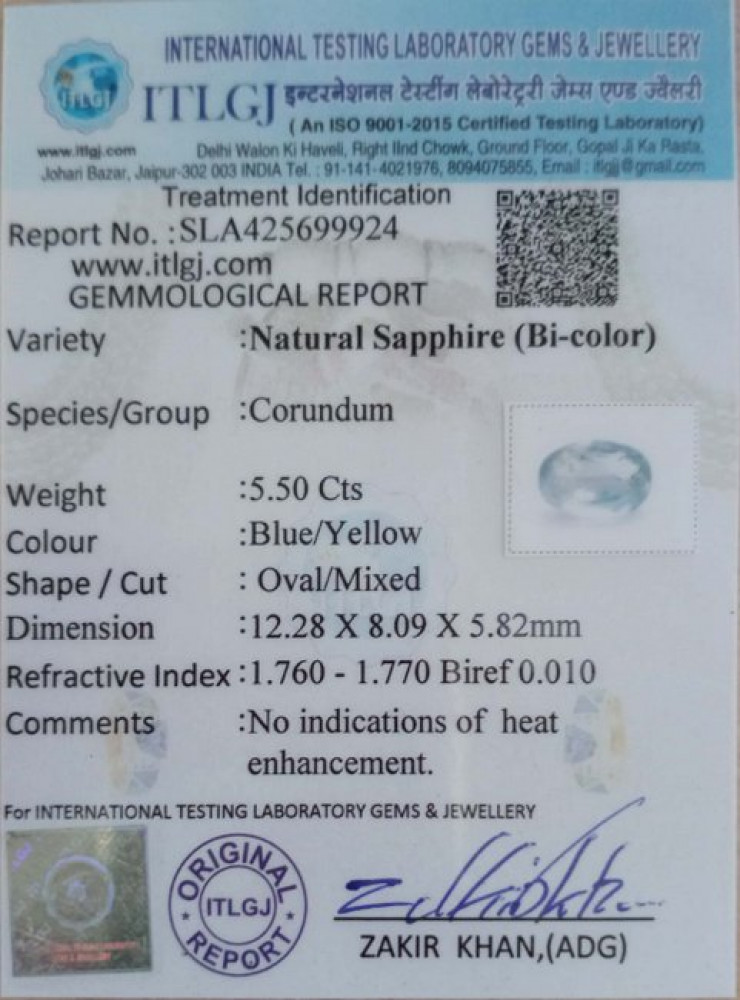 INTERNATIONAL TESTING LABORATORY GEMS & JEWELLERY
ITLGJ
ITLGJ इन्टरनेशनल टेस्टींग लेबोरेट्ररी जेम्स एण्ड ज्वैलरी
( An ISO 9001-2015 Certified Testing Laboratory)
www.itlgj.com Delhi Walon Ki Haveli, Right IInd Chowk, Ground Floor, Gopal Ji Ka Rasta,
Johari Bazar, Jaipur-302 003 INDIA Tel. : 91-141-4021976, 8094075855, Email : itlgj@gmail.com
Treatment Identification
Report No. :SLA425699924
www.itlgj.com
GEMMOLOGICAL REPORT
Variety :Natural Sapphire (Bi-color)
Species/Group :Corundum
Weight :5.50 Cts
Colour :Blue/Yellow
Shape / Cut : Oval/Mixed
Dimension :12.28 X 8.09 X 5.82mm
Refractive Index :1.760 - 1.770 Biref 0.010
Comments :No indications of heat
enhancement.
For INTERNATIONAL TESTING LABORATORY GEMS & JEWELLERY
ORIGINAL
ITLGJ
REPORT
ZAKIR KHAN,(ADG)